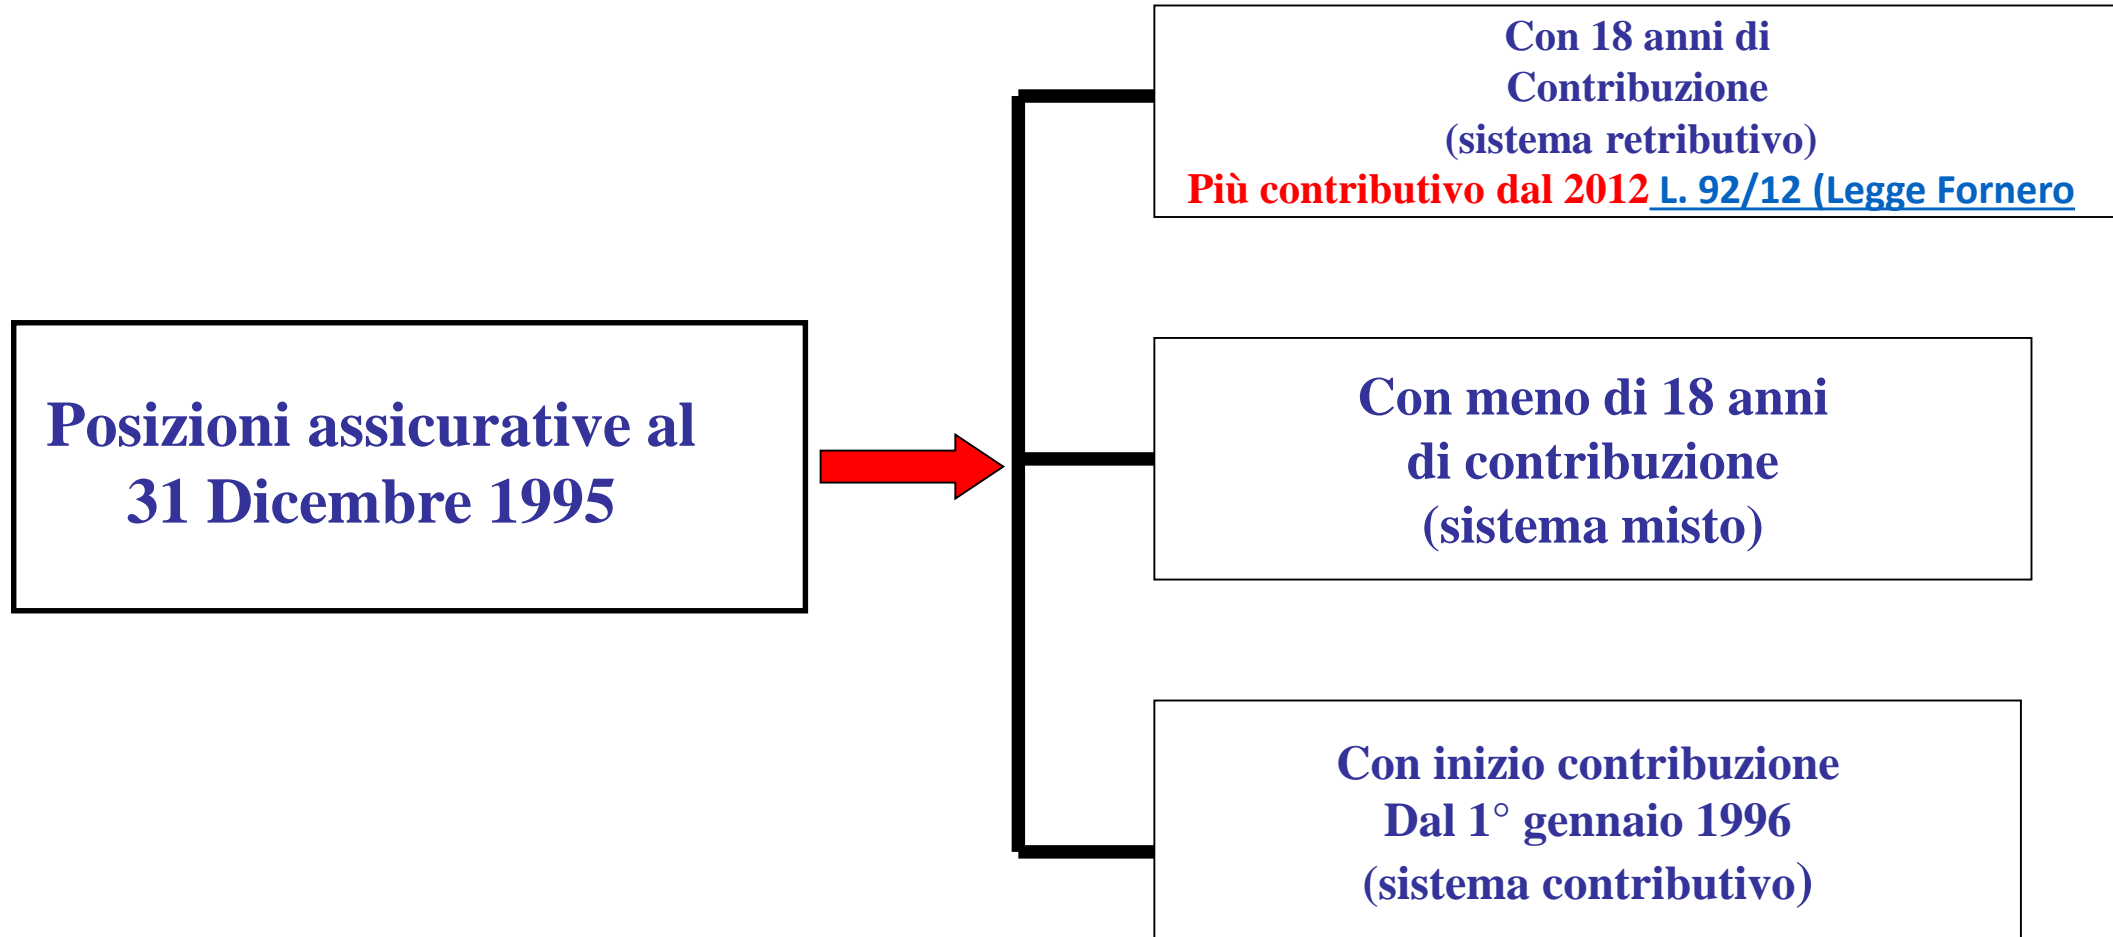 Posizioni assicurative al
31 Dicembre 1995
Con 18 anni di
Contribuzione
(sistema retributivo)
Più contributivo dal 2012 L. 92/12 (Legge Fornero
Con meno di 18 anni
di contribuzione
(sistema misto)
Con inizio contribuzione
Dal 1° gennaio 1996
(sistema contributivo)